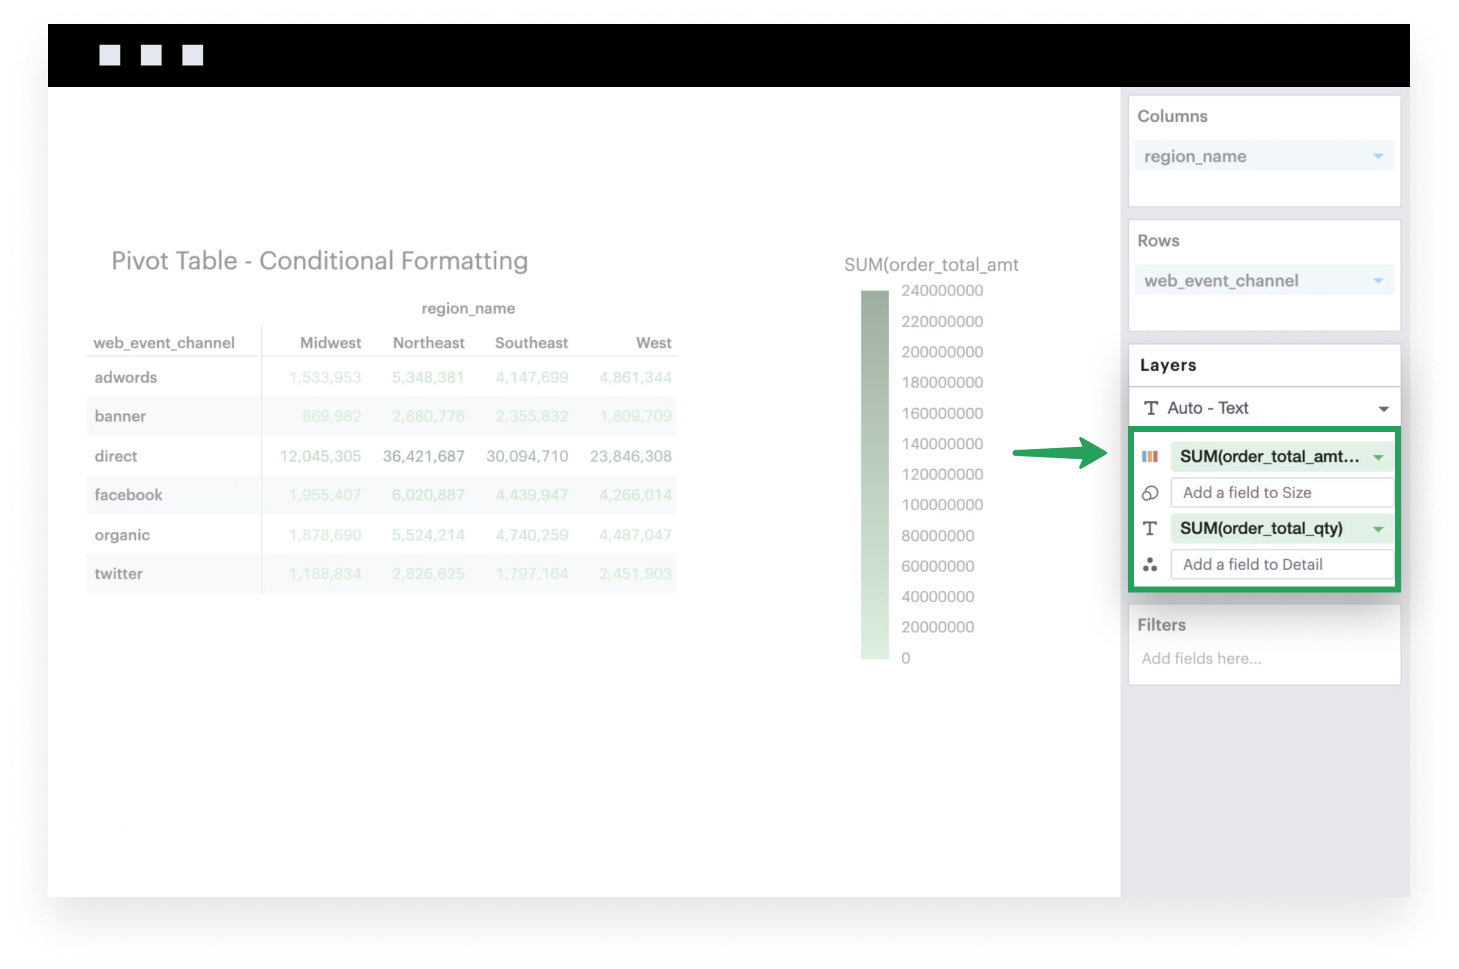 Columns
region_name
Rows
web_event_channel
Pivot Table - Conditional Formatting
region_name
web_event_channel Midwest Northeast Southeast West
adwords 1,533,953 5,348,381 4,147,699 4,861,344
banner 869,982 2,880,776 2,355,832 1,809,709
direct 12,045,305 36,421,687 30,094,710 23,846,308
facebook 1,955,407 6,020,887 4,439,947 4,266,014
organic 1,878,690 5,524,214 4,740,259 4,487,047
twitter 1,188,834 2,826,625 1,797,164 2,451,903
SUM(order_total_amt
240000000
220000000
200000000
180000000
160000000
140000000
120000000
100000000
80000000
60000000
40000000
20000000
0
Layers
T Auto - Text
SUM(order_total_amt...
Add a field to Size
T SUM(order_total_qty)
Add a field to Detail
Filters
Add fields here...